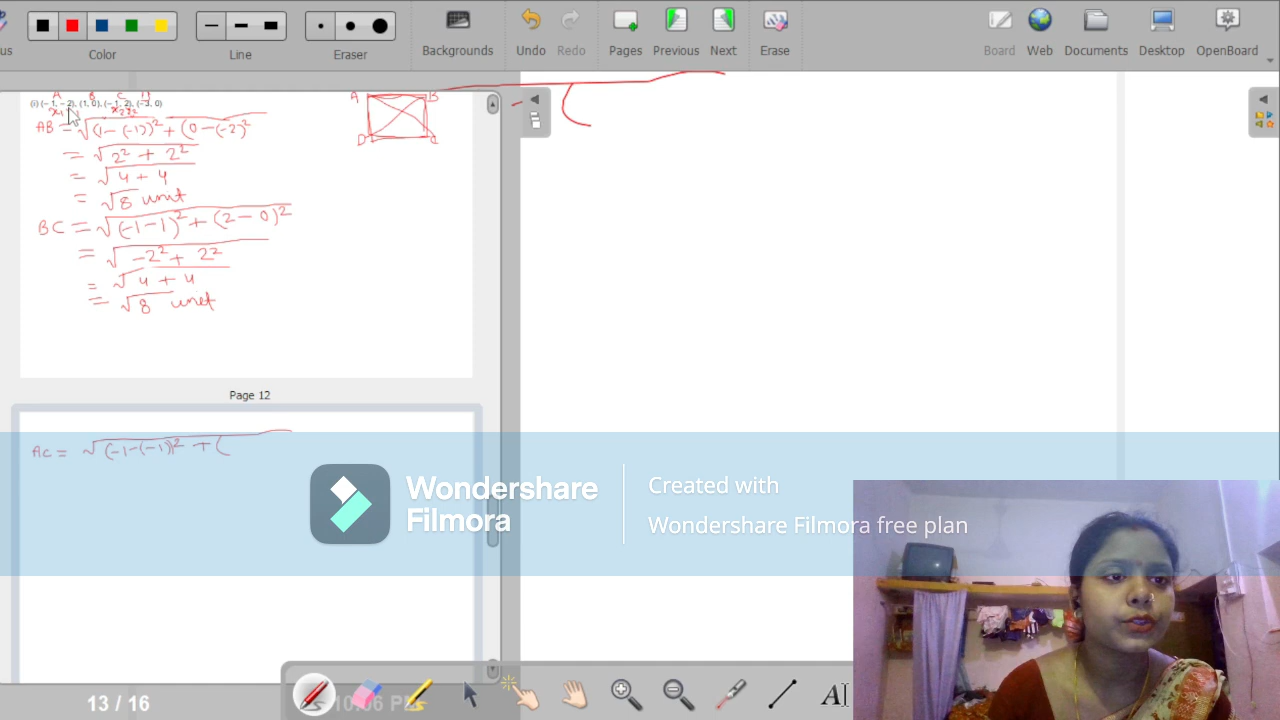 Color Line Eraser Backgrounds Undo Redo Pages Previous Next Erase Board Web Documents Desktop OpenBoard
A B C D
(i) (– 1, – 2), (1, 0), (– 1, 2), (– 3, 0)
AB = √(1-(-1))² + (0-(-2)²
= √2² + 2²
= √4 + 4
= √8 unit
BC = √(-1-1)² + (2-0)²
= √-2² + 2²
= √4 + 4
= √8 unit
A B
D C
Page 12
AC = √(-1-(-1))² + (
Wondershare
Filmora
Created with
Wondershare Filmora free plan
13 / 16